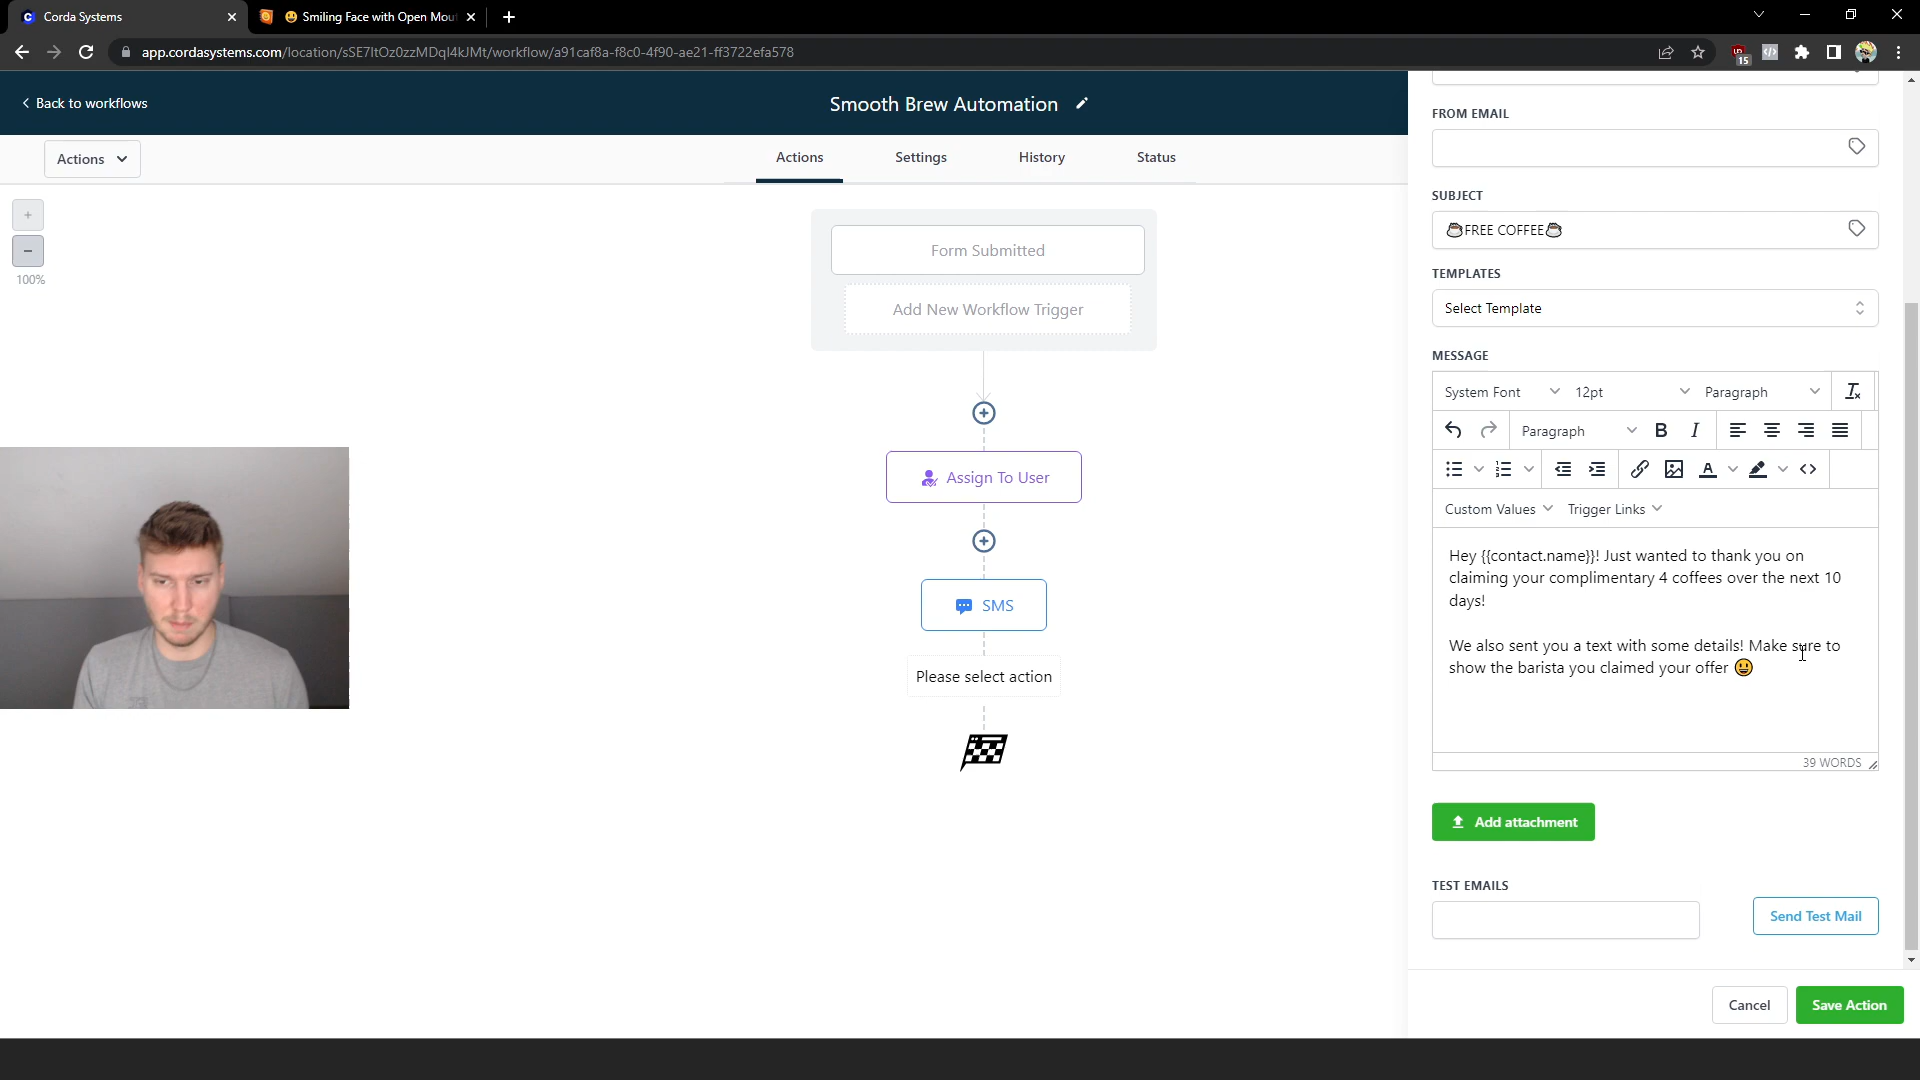 Corda Systems
😃 Smiling Face with Open Mou
app.cordasystems.com/location/sSE7ltOz0zzMDql4kJMt/workflow/a91caf8a-f8c0-4f90-ae21-ff3722efa578
15
Back to workflows
Smooth Brew Automation
Actions
Actions
Settings
History
Status
+
−
100%
Form Submitted
Add New Workflow Trigger
Assign To User
SMS
Please select action
FROM EMAIL
SUBJECT
☕FREE COFFEE☕
TEMPLATES
Select Template
MESSAGE
System Font
12pt
Paragraph
Paragraph
B
I
A
Custom Values
Trigger Links
Hey {{contact.name}}! Just wanted to thank you on
claiming your complimentary 4 coffees over the next 10
days!
We also sent you a text with some details! Make sure to
show the barista you claimed your offer 😃
39 WORDS
Add attachment
TEST EMAILS
Send Test Mail
Cancel
Save Action